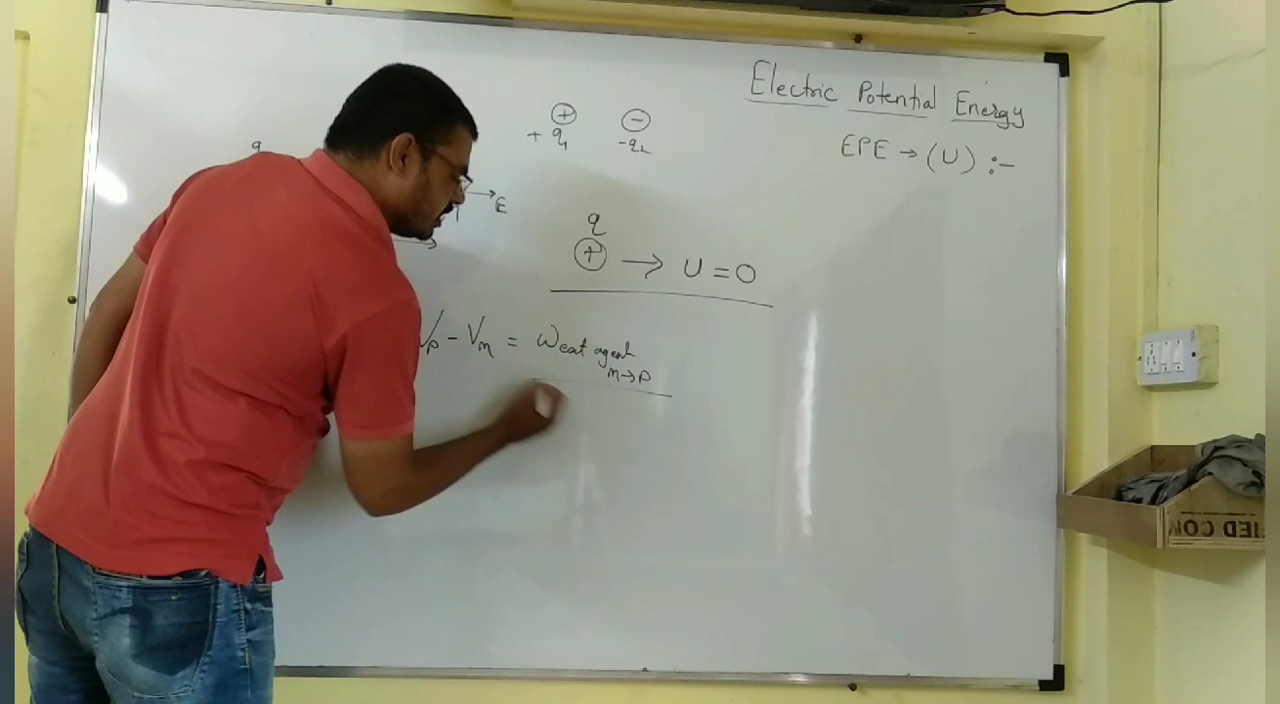 Electric Potential Energy
EPE → (U) :-
+ −
+q₁ -q₂
q
→E
q
+ → U = 0
Vp - Vm = Wext agent
m→p